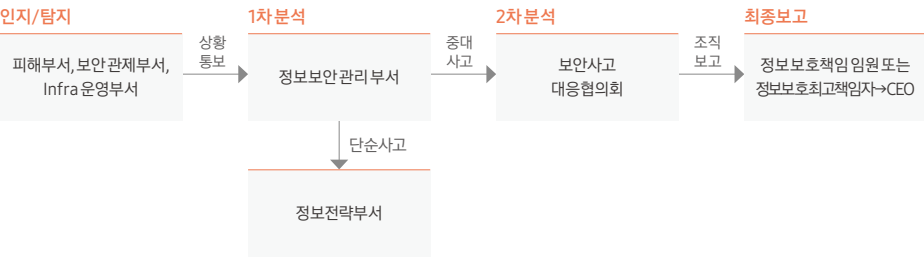 인지/탐지
피해부서, 보안 관제부서,
Infra 운영부서
상황
통보
1차 분석
정보보안 관리 부서
중대
사고
2차 분석
보안사고
대응협의회
조직
보고
최종보고
정보 보호책임 임원 또는
정보보호최고책임자→CEO
단순사고
정보전략부서